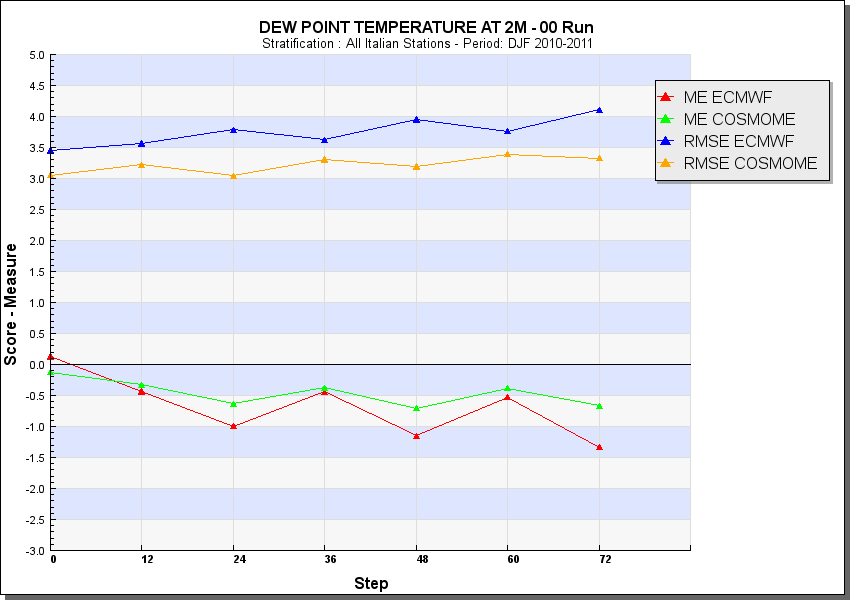 DEW POINT TEMPERATURE AT 2M - 00 Run
Stratification : All Italian Stations - Period: DJF 2010-2011
ME ECMWF
ME COSMOME
RMSE ECMWF
RMSE COSMOME
Score - Measure
5.0
4.5
4.0
3.5
3.0
2.5
2.0
1.5
1.0
0.5
0.0
-0.5
-1.0
-1.5
-2.0
-2.5
-3.0
0 12 24 36 48 60 72
Step